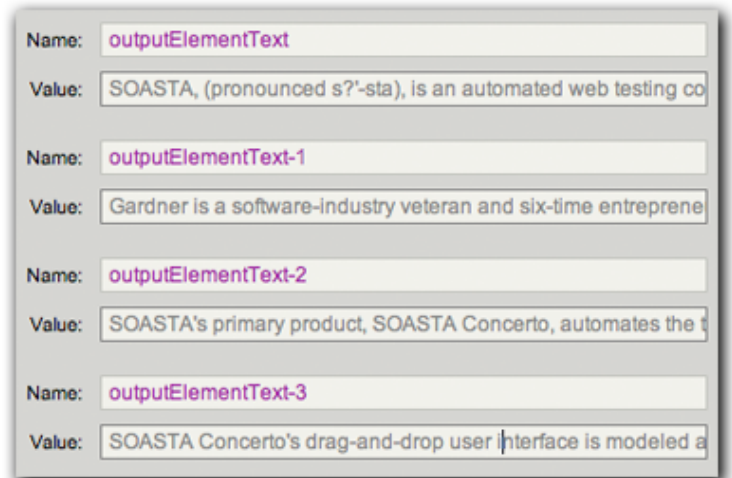 Name: outputElementText
Value: SOASTA, (pronounced s?'-sta), is an automated web testing co
Name: outputElementText-1
Value: Gardner is a software-industry veteran and six-time entreprene
Name: outputElementText-2
Value: SOASTA's primary product, SOASTA Concerto, automates the t
Name: outputElementText-3
Value: SOASTA Concerto's drag-and-drop user interface is modeled a